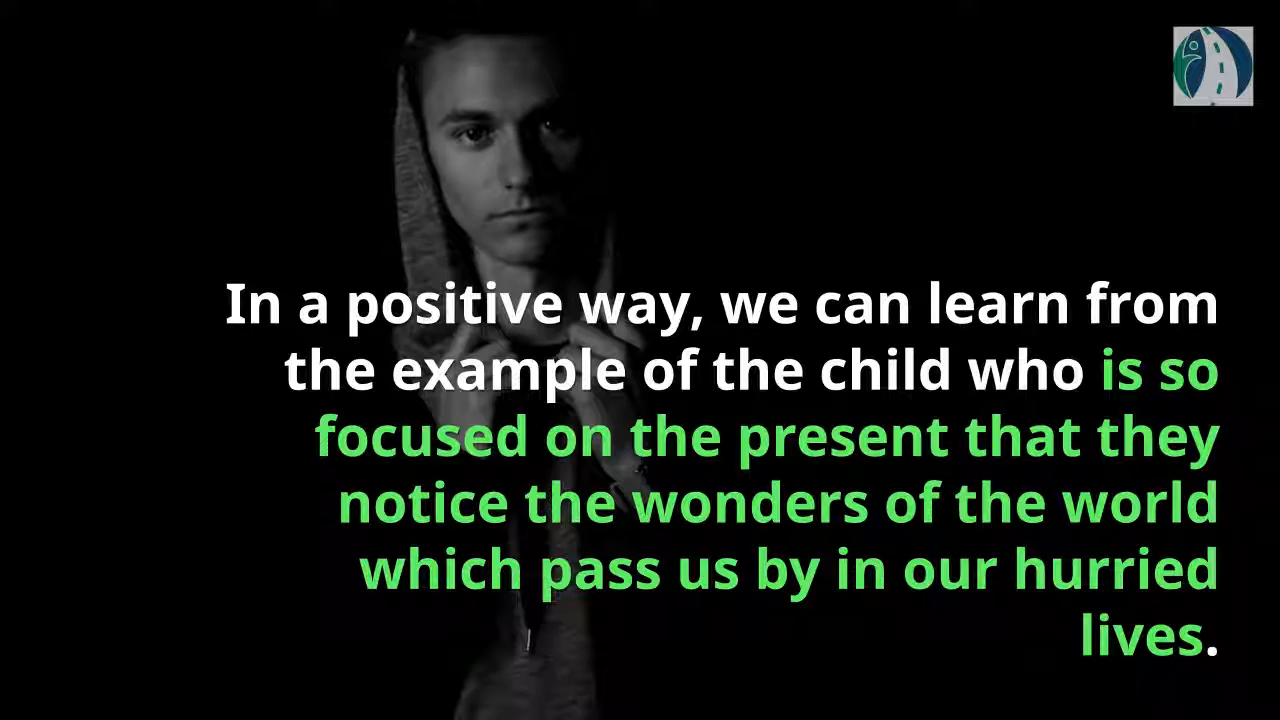 In a positive way, we can learn from
the example of the child who is so
focused on the present that they
notice the wonders of the world
which pass us by in our hurried
lives.